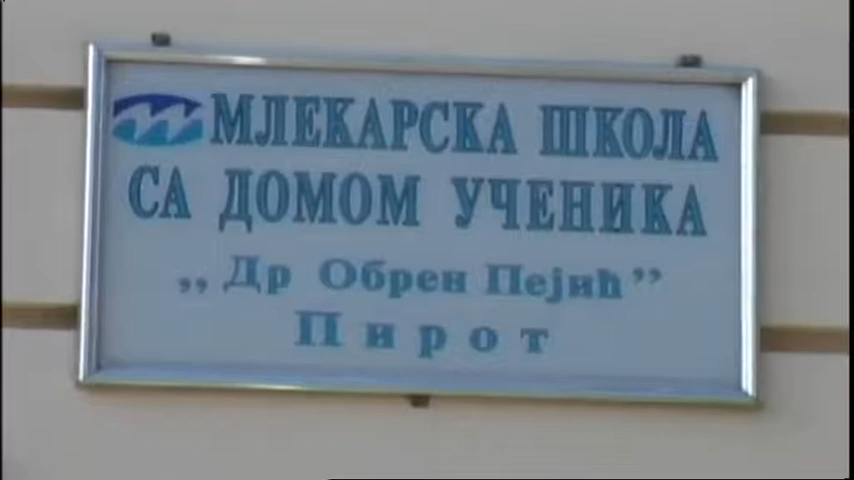 МЛЕКАРСКА ШКОЛА
СА ДОМОМ УЧЕНИКА
,,Др Обрен Пејић”
Пирот